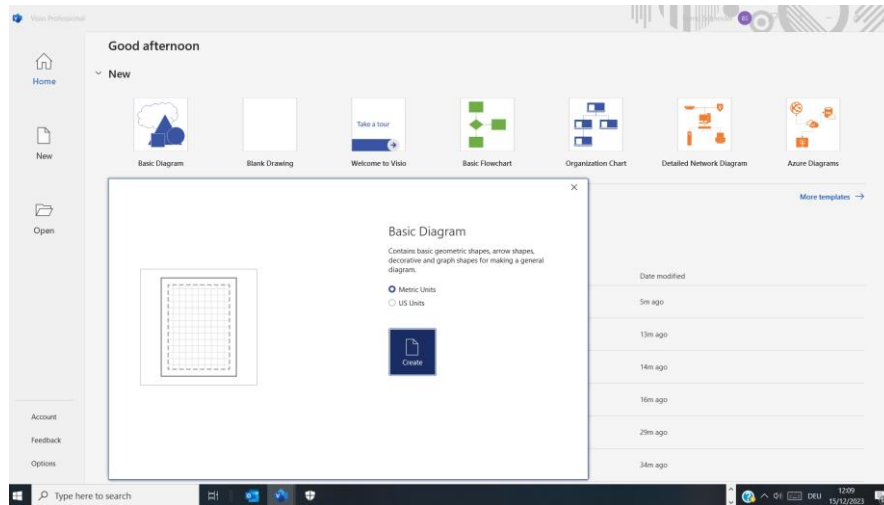 Visio Professional
BS
Good afternoon
Home
New
Take a tour
New
Basic Diagram
Blank Drawing
Welcome to Visio
Basic Flowchart
Organization Chart
Detailed Network Diagram
Azure Diagrams
More templates
Open
Basic Diagram
Contains basic geometric shapes, arrow shapes,
decorative and graph shapes for making a general
diagram.
Metric Units
US Units
Create
Date modified
5m ago
13m ago
14m ago
16m ago
29m ago
34m ago
Account
Feedback
Options
Type here to search
DEU
12:09
15/12/2023